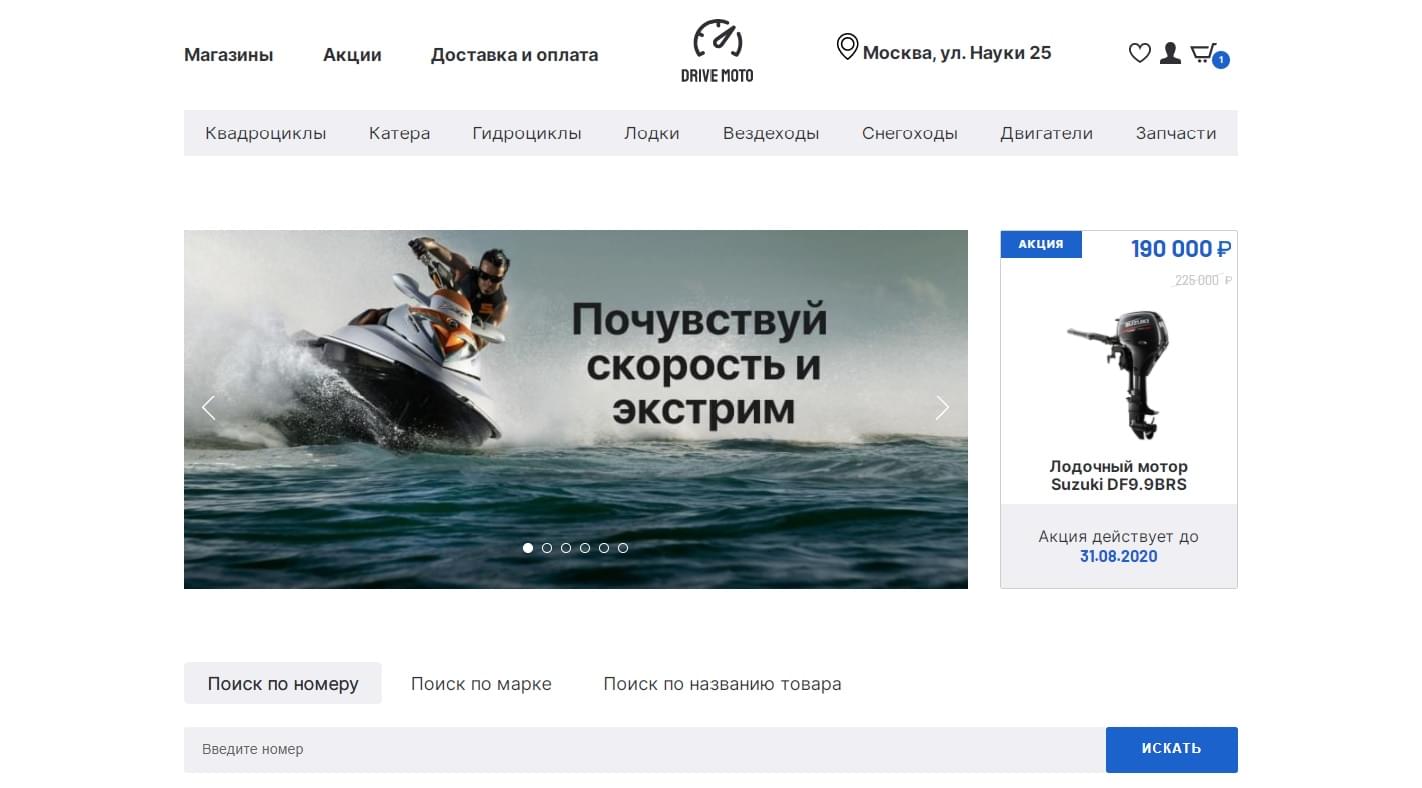 Магазины Акции Доставка и оплата
DRIVE MOTO
Москва, ул. Науки 25
1
Квадроциклы Катера Гидроциклы Лодки Вездеходы Снегоходы Двигатели Запчасти
Почувствуй
скорость и
экстрим
АКЦИЯ
190 000 ₽
225 000 ₽
SUZUKI
Лодочный мотор
Suzuki DF9.9BRS
Акция действует до
31.08.2020
Поиск по номеру Поиск по марке Поиск по названию товара
Введите номер
ИСКАТЬ